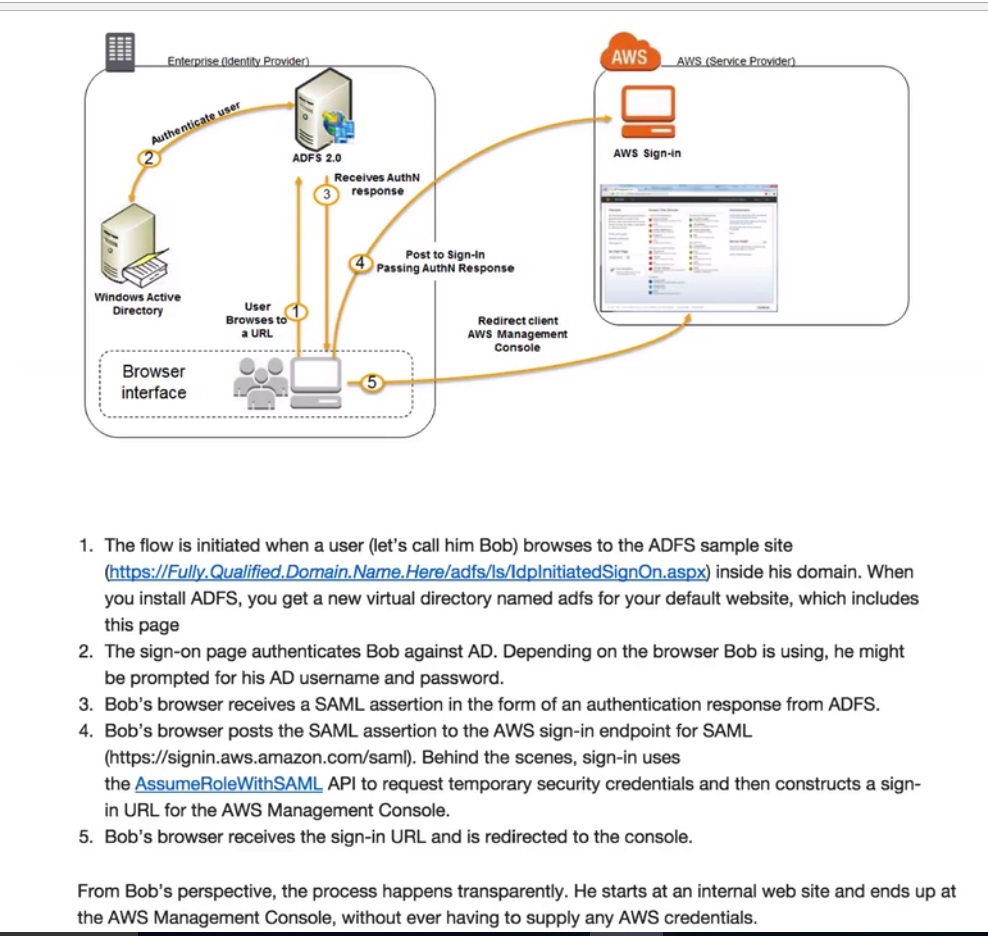 Enterprise (Identity Provider)
AWS
AWS (Service Provider)
Authenticate user
2
ADFS 2.0
AWS Sign-in
Receives AuthN
response
3
4
Post to Sign-In
Passing AuthN Response
Windows Active
Directory
User
Browses to
a URL
1
Redirect client
AWS Management
Console
Browser
interface
5
1. The flow is initiated when a user (let's call him Bob) browses to the ADFS sample site
(https://Fully.Qualified.Domain.Name.Here/adfs/ls/IdpInitiatedSignOn.aspx) inside his domain. When
you install ADFS, you get a new virtual directory named adfs for your default website, which includes
this page
2. The sign-on page authenticates Bob against AD. Depending on the browser Bob is using, he might
be prompted for his AD username and password.
3. Bob's browser receives a SAML assertion in the form of an authentication response from ADFS.
4. Bob's browser posts the SAML assertion to the AWS sign-in endpoint for SAML
(https://signin.aws.amazon.com/saml). Behind the scenes, sign-in uses
the AssumeRoleWithSAML API to request temporary security credentials and then constructs a sign-
in URL for the AWS Management Console.
5. Bob's browser receives the sign-in URL and is redirected to the console.
From Bob's perspective, the process happens transparently. He starts at an internal web site and ends up at
the AWS Management Console, without ever having to supply any AWS credentials.